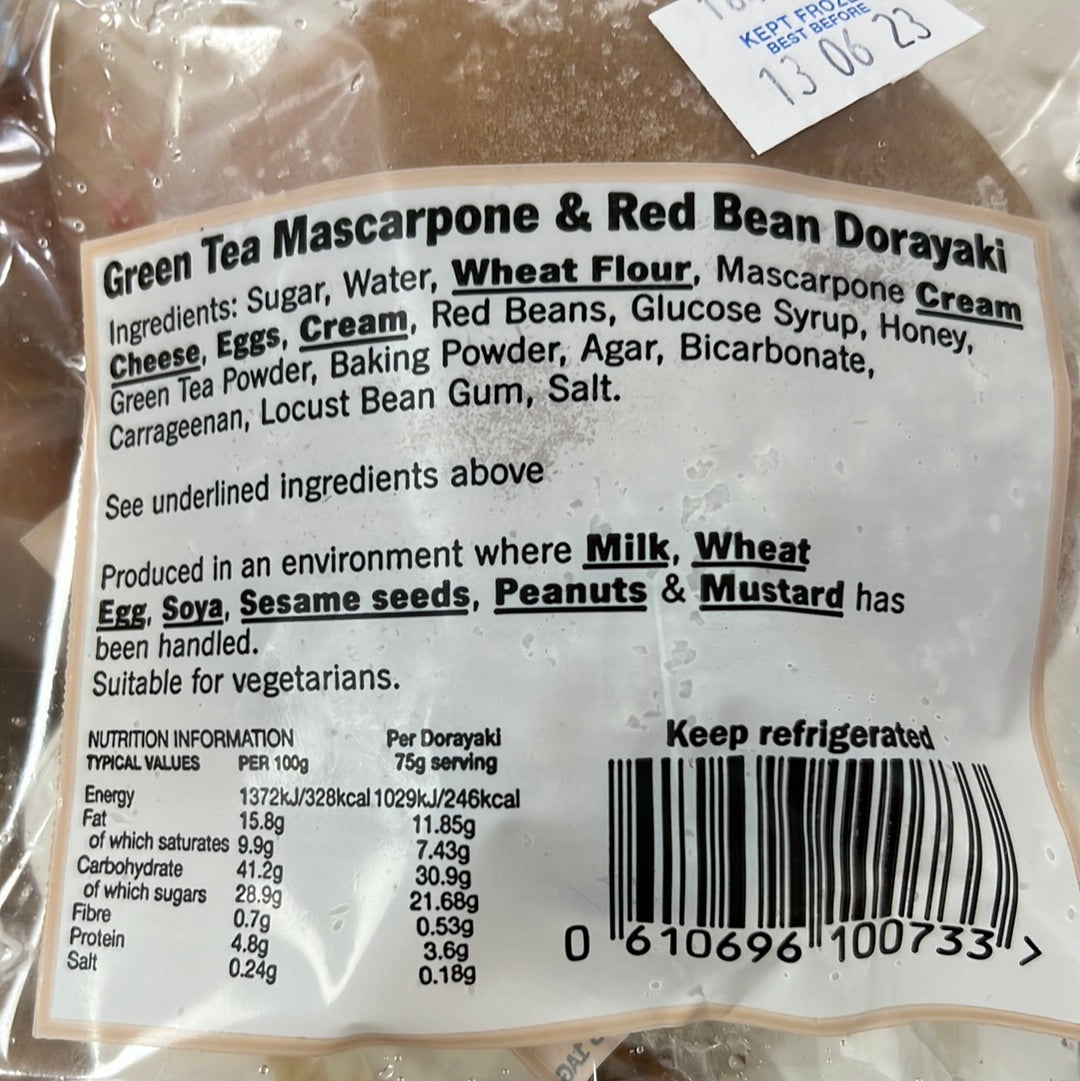 KEPT
BEST BEFORE
13 06 23
Green Tea Mascarpone & Red Bean Dorayaki
Ingredients: Sugar, Water, Wheat Flour, Mascarpone Cream
Cheese, Eggs, Cream, Red Beans, Glucose Syrup, Honey,
Green Tea Powder, Baking Powder, Agar, Bicarbonate,
Carrageenan, Locust Bean Gum, Salt.
See underlined ingredients above
Produced in an environment where Milk, Wheat
Egg, Soya, Sesame seeds, Peanuts & Mustard has
been handled.
Suitable for vegetarians.
Keep refrigerated
NUTRITION INFORMATION Per Dorayaki
TYPICAL VALUES PER 100g 75g serving
Energy 1372kJ/328kcal 1029kJ/246kcal
Fat 15.8g 11.85g
of which saturates 9.9g 7.43g
Carbohydrate 41.2g 30.9g
of which sugars 28.9g 21.68g
Fibre 0.7g 0.53g
Protein 4.8g 3.6g
Salt 0.24g 0.18g
0 610696 100733 >